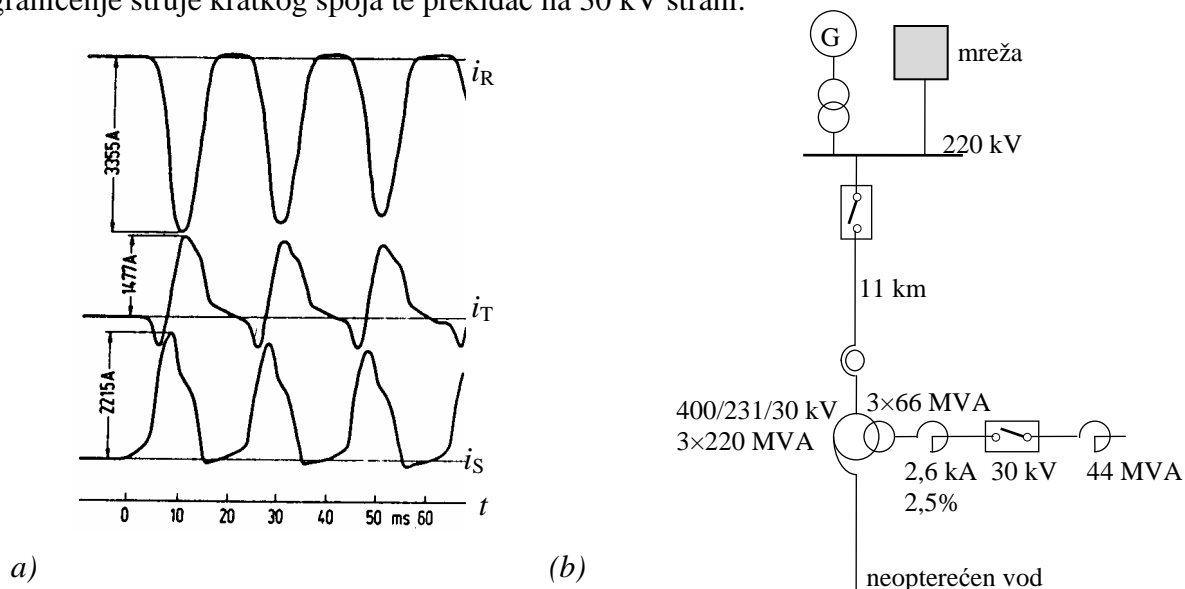 graničenje struje kratkog spoja te prekidač na 30 kV strani.
3355A
i_R
1477A
i_T
2215A
i_S
0 10 20 30 40 50 ms 60 t
a)
G
mreža
220 kV
11 km
400/231/30 kV
3×220 MVA
3×66 MVA
2,6 kA
2,5%
30 kV
44 MVA
neopterećen vod
(b)